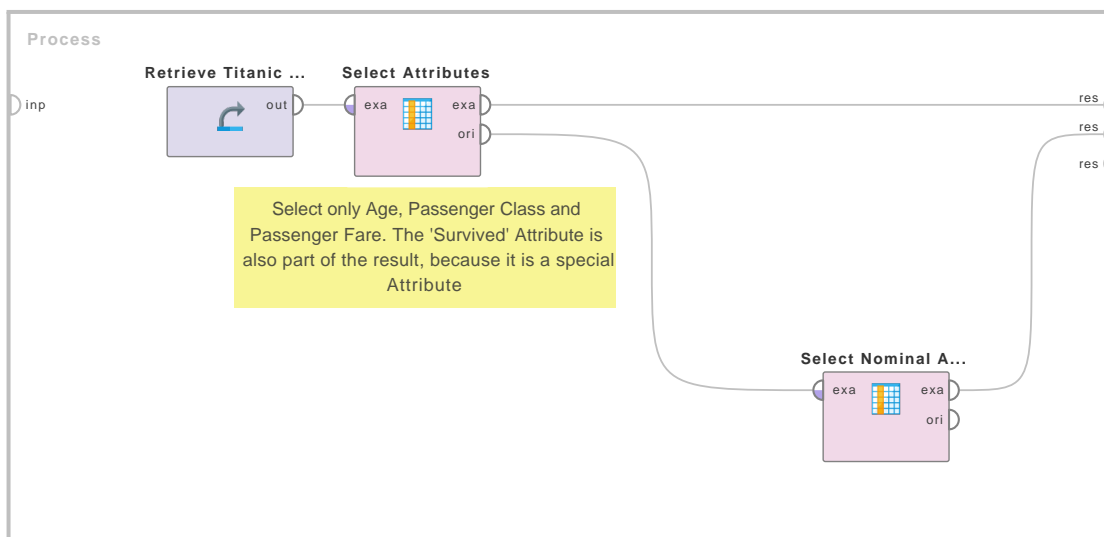 Process
Retrieve Titanic ...
Select Attributes
inp
out
exa
exa
ori
res
res
res
Select only Age, Passenger Class and
Passenger Fare. The 'Survived' Attribute is
also part of the result, because it is a special
Attribute
Select Nominal A...
exa
exa
ori